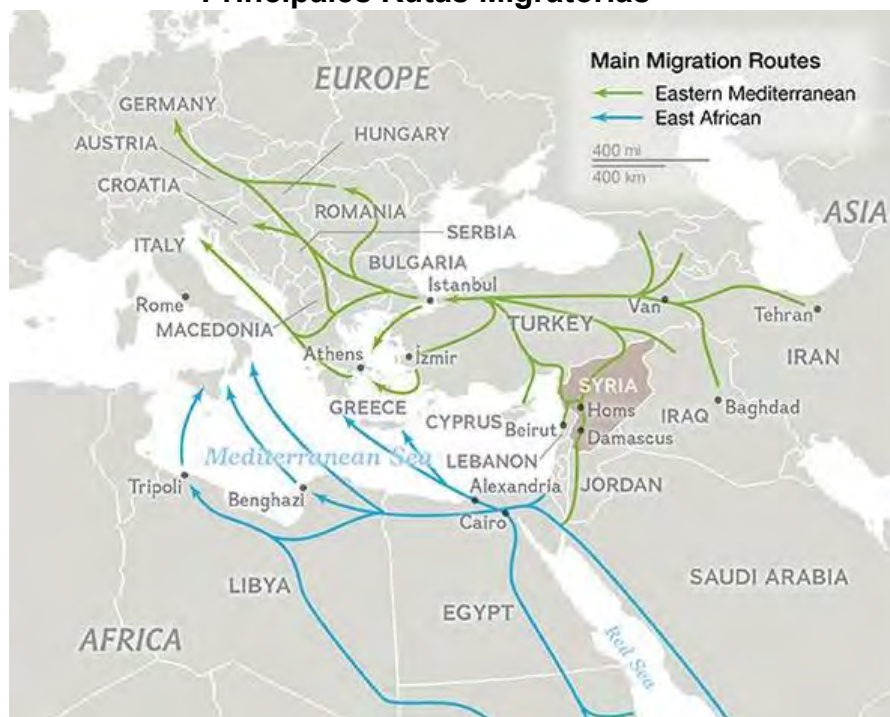 Principales Rutas Migratorias
EUROPE
GERMANY
AUSTRIA
HUNGARY
CROATIA
ROMANIA
SERBIA
ITALY
BULGARIA
Istanbul
Rome
MACEDONIA
Athens
İzmir
TURKEY
Van
Tehran
IRAN
ASIA
Main Migration Routes
Eastern Mediterranean
East African
400 mi
400 km
GREECE
CYPRUS
SYRIA
Homs
Beirut
Damascus
IRAQ
Baghdad
LEBANON
JORDAN
Mediterranean Sea
Tripoli
Benghazi
Alexandria
Cairo
LIBYA
EGYPT
SAUDI ARABIA
AFRICA
Red Sea